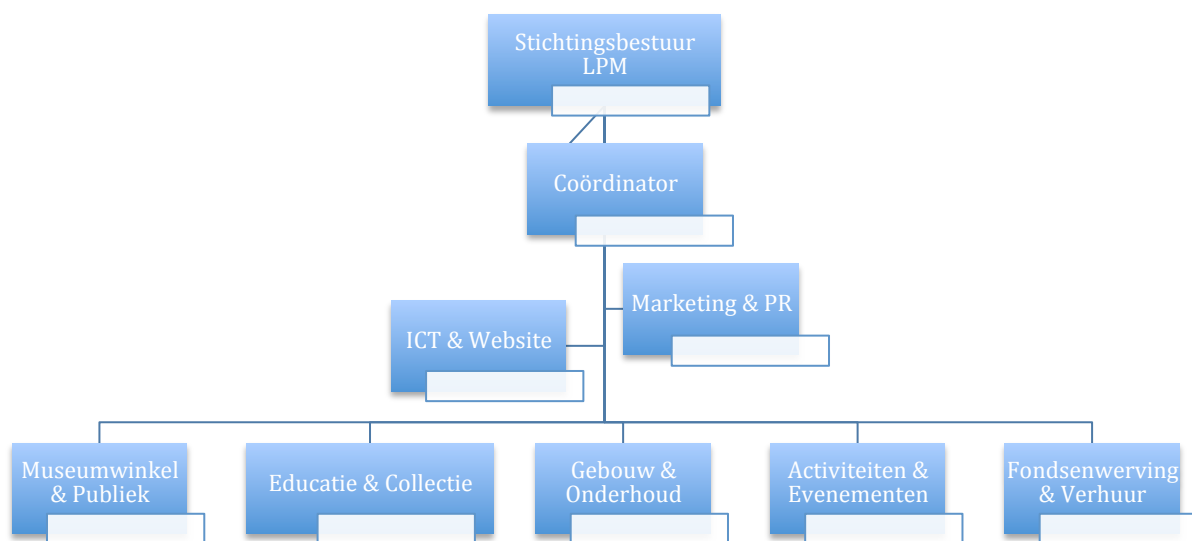 Stichtingsbestuur
LPM
Coördinator
Marketing & PR
ICT & Website
Museumwinkel
& Publiek
Educatie & Collectie
Gebouw &
Onderhoud
Activiteiten &
Evenementen
Fondsenwerving
& Verhuur